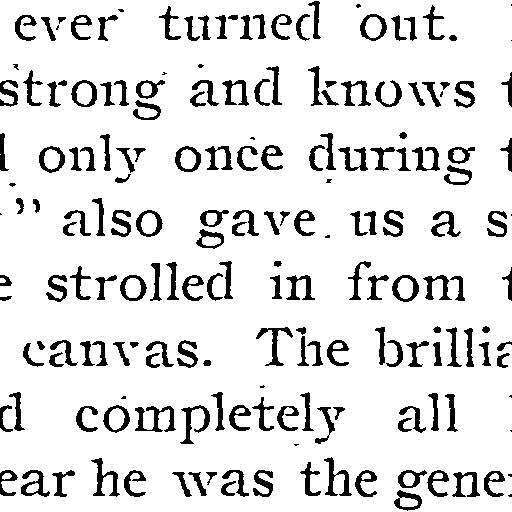 ever turned out.
strong and knows
only once during
" also gave us a
strolled in from
canvas. The brillia
completely all
ear he was the gener